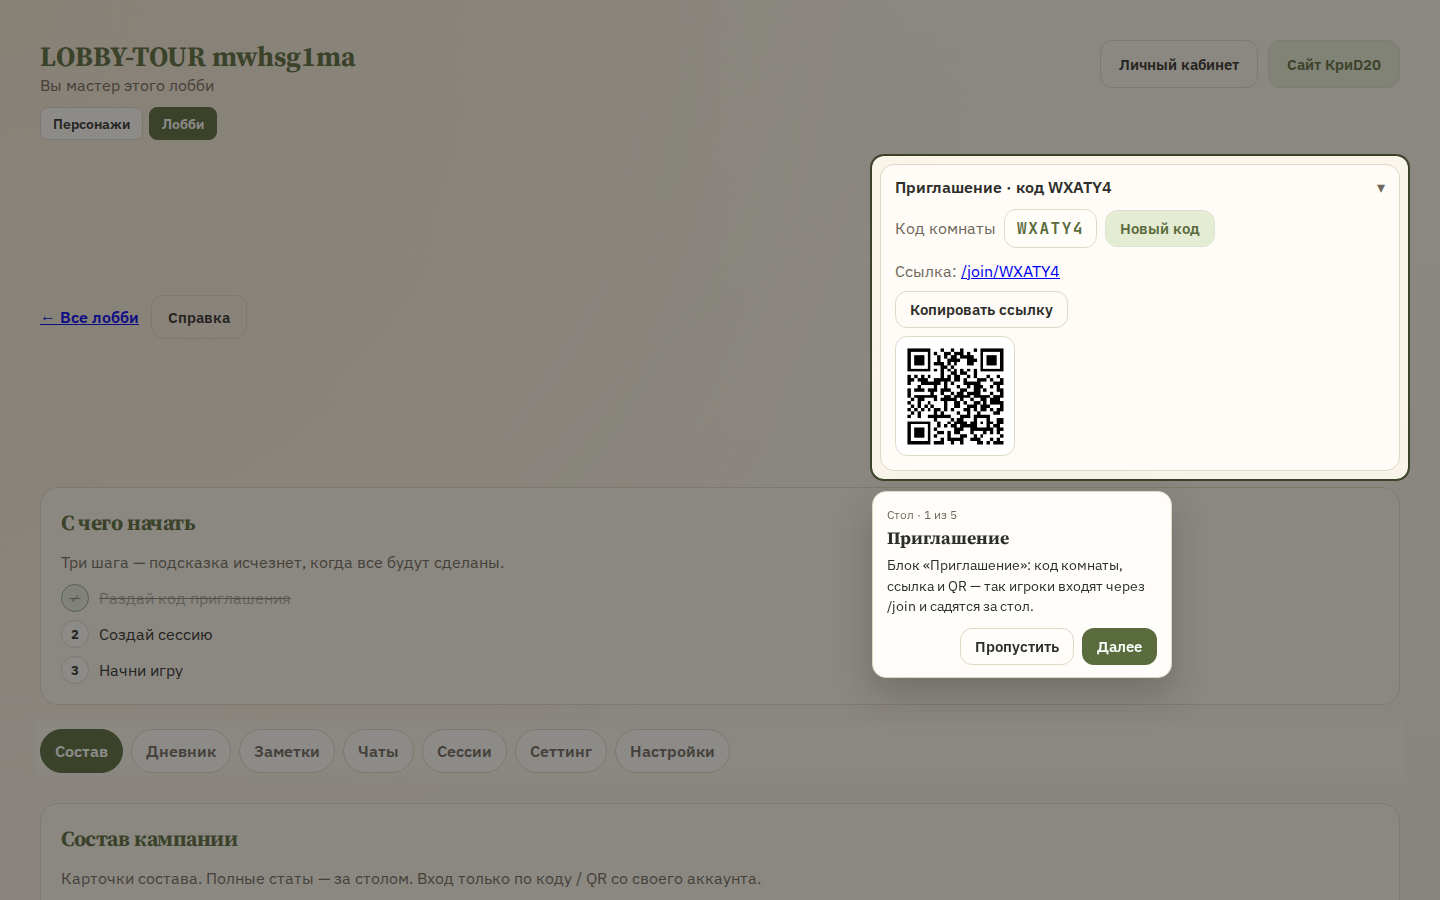 LOBBY-TOUR mwhsg1ma
Вы мастер этого лобби
Персонажи
Лобби
Личный кабинет
Сайт КриD20
Приглашение · код WXATY4
▼
Код комнаты
WXATY4
Новый код
Ссылка: /join/WXATY4
Копировать ссылку
← Все лобби
Справка
Стол · 1 из 5
Приглашение
Блок «Приглашение»: код комнаты,
ссылка и QR — так игроки входят через
/join и садятся за стол.
Пропустить
Далее
С чего начать
Три шага — подсказка исчезнет, когда все будут сделаны.
✓ Раздай код приглашения
2 Создай сессию
3 Начни игру
Состав
Дневник
Заметки
Чаты
Сессии
Сеттинг
Настройки
Состав кампании
Карточки состава. Полные статы — за столом. Вход только по коду / QR со своего аккаунта.